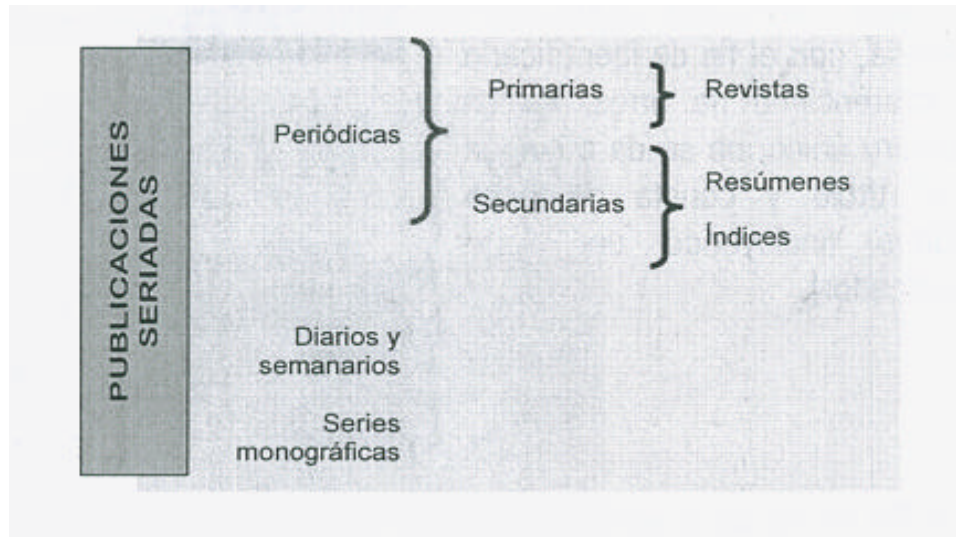 PUBLICACIONES
SERIADAS
Periódicas
Primarias
Revistas
Secundarias
Resúmenes
Índices
Diarios y
semanarios
Series
monográficas